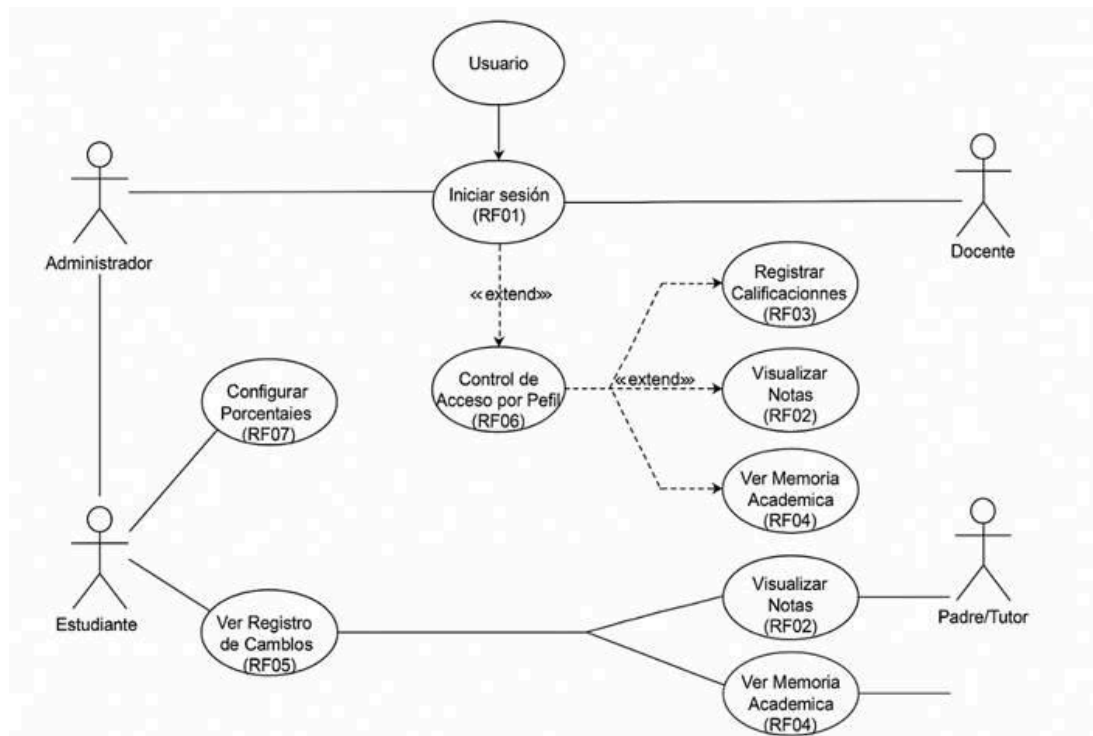 Usuario
Iniciar sesión
(RF01)
Administrador
Docente
«extend»»
Registrar
Calificacionnes
(RF03)
Configurar
Porcentaies
(RF07)
Control de
Acceso por Pefil
(RF06)
«extend»»
Visualizar
Notas
(RF02)
Ver Memoria
Academica
(RF04)
Estudiante
Ver Registro
de Camblos
(RF05)
Visualizar
Notas
(RF02)
Padre/Tutor
Ver Memoria
Academica
(RF04)